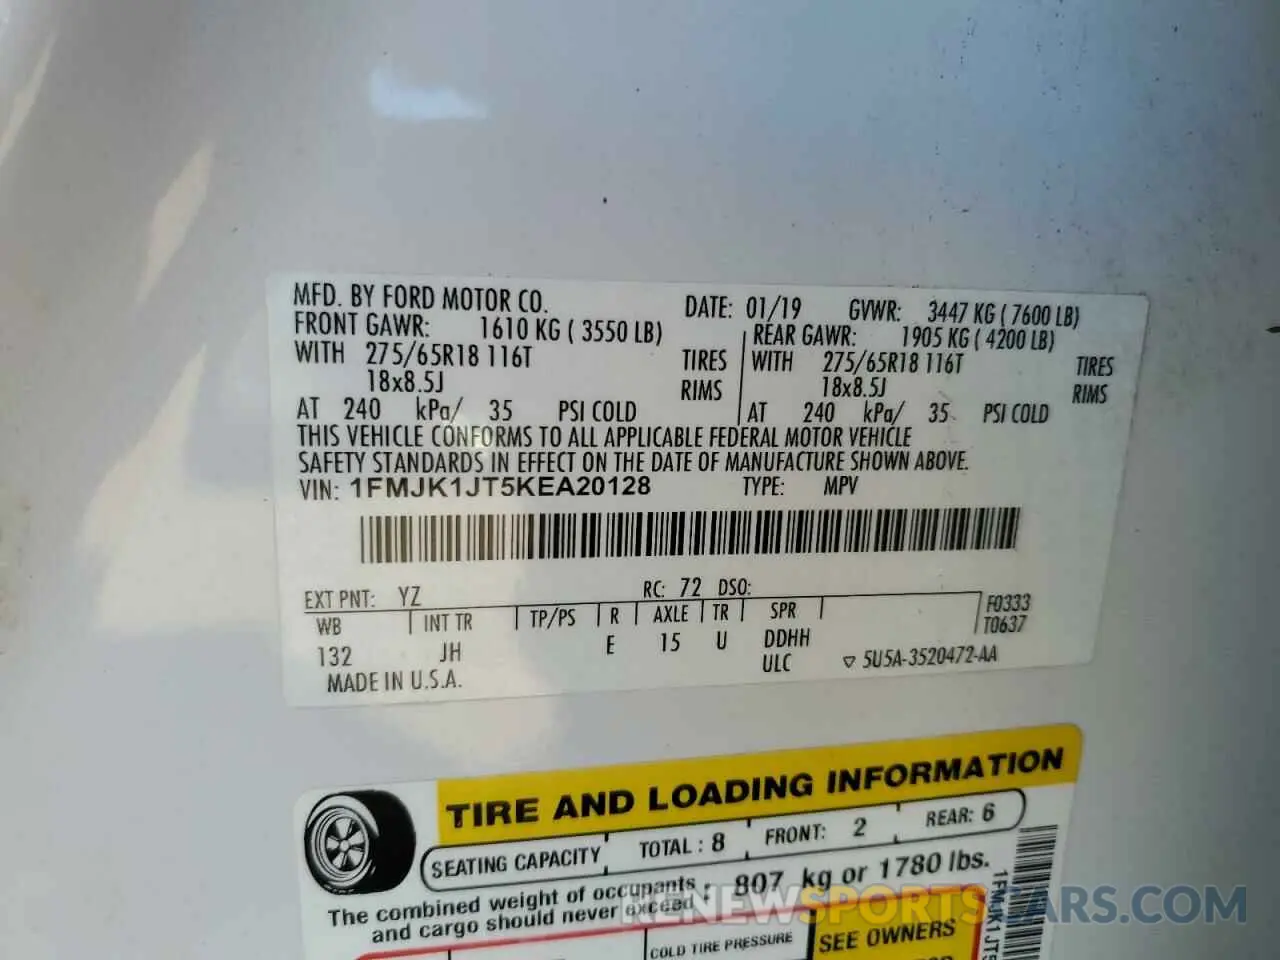 MFD. BY FORD MOTOR CO. DATE: 01/19 GVWR: 3447 KG ( 7600 LB)
FRONT GAWR: 1610 KG ( 3550 LB) REAR GAWR: 1905 KG ( 4200 LB)
WITH 275/65R18 116T TIRES WITH 275/65R18 116T TIRES
18x8.5J RIMS 18x8.5J RIMS
AT 240 kPa/ 35 PSI COLD AT 240 kPa/ 35 PSI COLD
THIS VEHICLE CONFORMS TO ALL APPLICABLE FEDERAL MOTOR VEHICLE
SAFETY STANDARDS IN EFFECT ON THE DATE OF MANUFACTURE SHOWN ABOVE.
VIN: 1FMJK1JT5KEA20128 TYPE: MPV
EXT PNT: YZ RC: 72 DSO:
WB INT TR TP/PS R AXLE TR SPR F0333
T0637
132 JH E 15 U DDHH
ULC ▽ 5U5A-3520472-AA
MADE IN U.S.A.
TIRE AND LOADING INFORMATION
SEATING CAPACITY TOTAL : 8 FRONT: 2 REAR: 6
The combined weight of occupants : 807 kg or 1780 lbs.
and cargo should never exceed
COLD TIRE PRESSURE SEE OWNERS
1FMJK1JT5
RENEWSPORTSCARS.COM